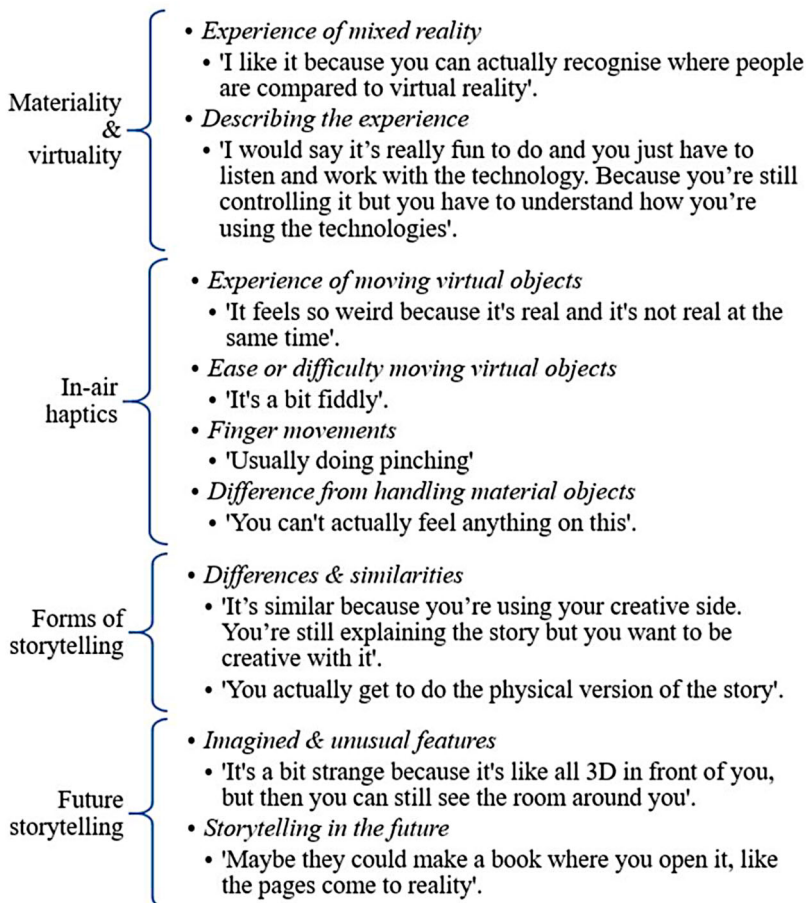 Materiality
&
virtuality
• Experience of mixed reality
• 'I like it because you can actually recognise where people
are compared to virtual reality'.
• Describing the experience
• 'I would say it’s really fun to do and you just have to
listen and work with the technology. Because you’re still
controlling it but you have to understand how you’re
using the technologies'.
In-air
haptics
• Experience of moving virtual objects
• 'It feels so weird because it's real and it's not real at the
same time'.
• Ease or difficulty moving virtual objects
• 'It's a bit fiddly'.
• Finger movements
• 'Usually doing pinching'
• Difference from handling material objects
• 'You can't actually feel anything on this'.
Forms of
storytelling
• Differences & similarities
• 'It’s similar because you’re using your creative side.
You’re still explaining the story but you want to be
creative with it'.
• 'You actually get to do the physical version of the story'.
Future
storytelling
• Imagined & unusual features
• 'It's a bit strange because it's like all 3D in front of you,
but then you can still see the room around you'.
• Storytelling in the future
• 'Maybe they could make a book where you open it, like
the pages come to reality'.